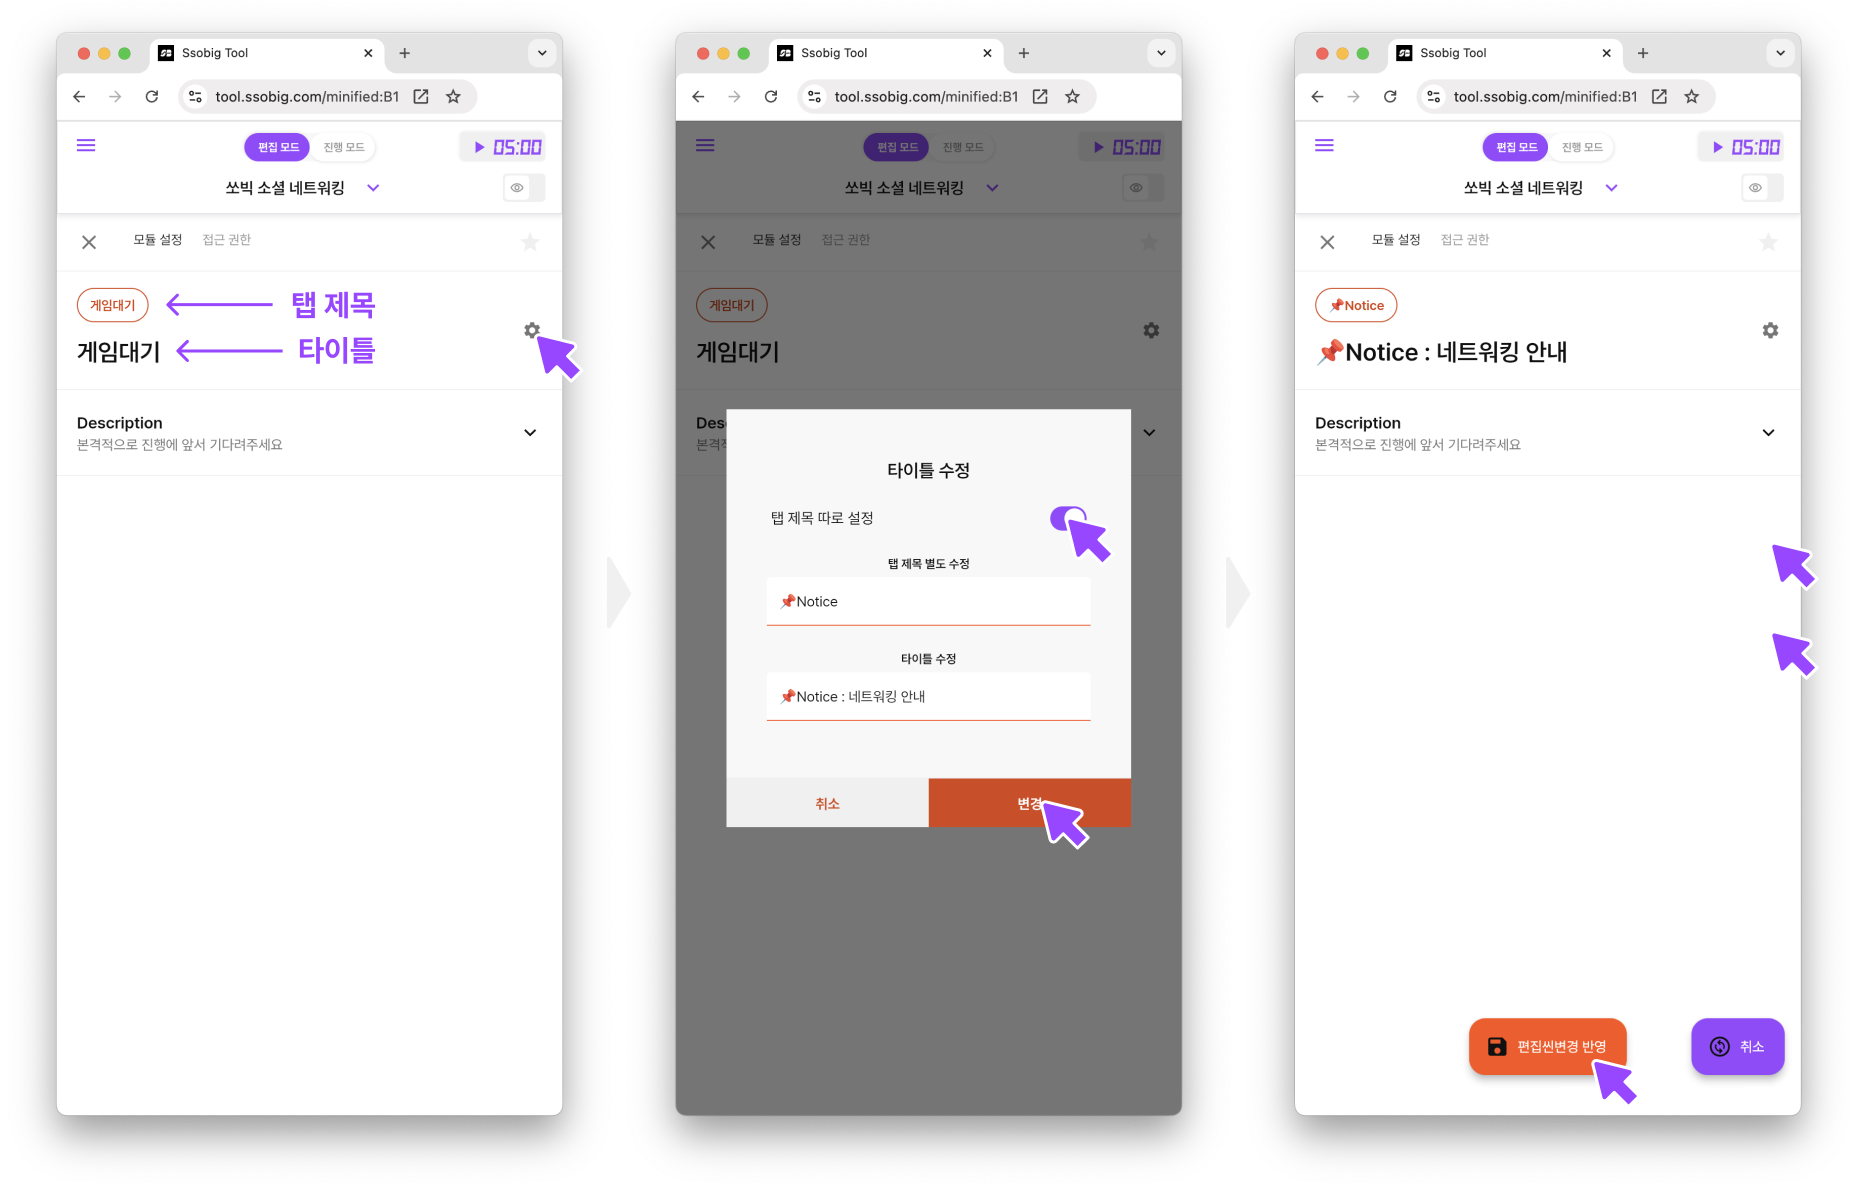 Ssobig Tool
tool.ssobig.com/minified:B1
편집 모드
진행 모드
05:00
쏘빅 소셜 네트워킹
모듈 설정
접근 권한
게임대기
탭 제목
게임대기
타이틀
Description
본격적으로 진행에 앞서 기다려주세요
Ssobig Tool
tool.ssobig.com/minified:B1
편집 모드
진행 모드
05:00
쏘빅 소셜 네트워킹
모듈 설정
접근 권한
게임대기
게임대기
Des
본격적
타이틀 수정
탭 제목 따로 설정
탭 제목 별도 수정
📌Notice
타이틀 수정
📌Notice : 네트워킹 안내
취소
변경
Ssobig Tool
tool.ssobig.com/minified:B1
편집 모드
진행 모드
05:00
쏘빅 소셜 네트워킹
모듈 설정
접근 권한
📌Notice
📌Notice : 네트워킹 안내
Description
본격적으로 진행에 앞서 기다려주세요
편집씬변경 반영
취소